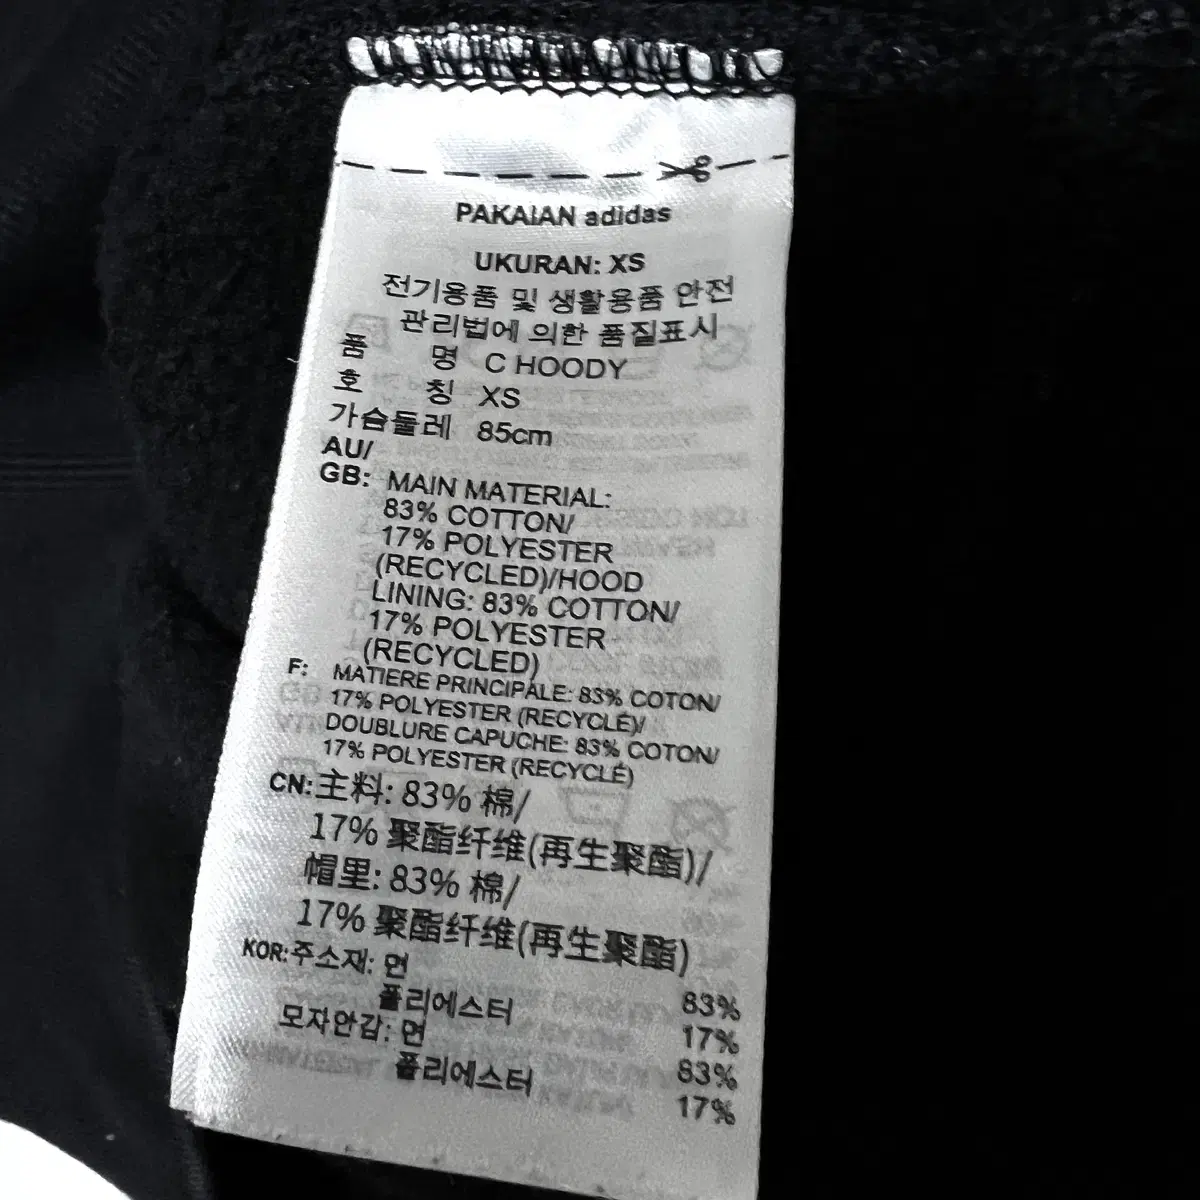 PAKAIAN adidas
UKURAN: XS
전기용품 및 생활용품 안전
관리법에 의한 품질표시
품 명 C HOODY
호 칭 XS
가슴둘레 85cm
AU/
GB: MAIN MATERIAL:
83% COTTON/
17% POLYESTER
(RECYCLED)/HOOD
LINING: 83% COTTON/
17% POLYESTER
(RECYCLED)
F: MATIERE PRINCIPALE: 83% COTON/
17% POLYESTER (RECYCLÉ)/
DOUBLURE CAPUCHE: 83% COTON/
17% POLYESTER (RECYCLÉ)
CN: 主料: 83% 棉/
17% 聚酯纤维(再生聚酯)/
帽里: 83% 棉/
17% 聚酯纤维(再生聚酯)
KOR: 주소재: 면 83%
폴리에스터 17%
모자안감: 면 83%
폴리에스터 17%